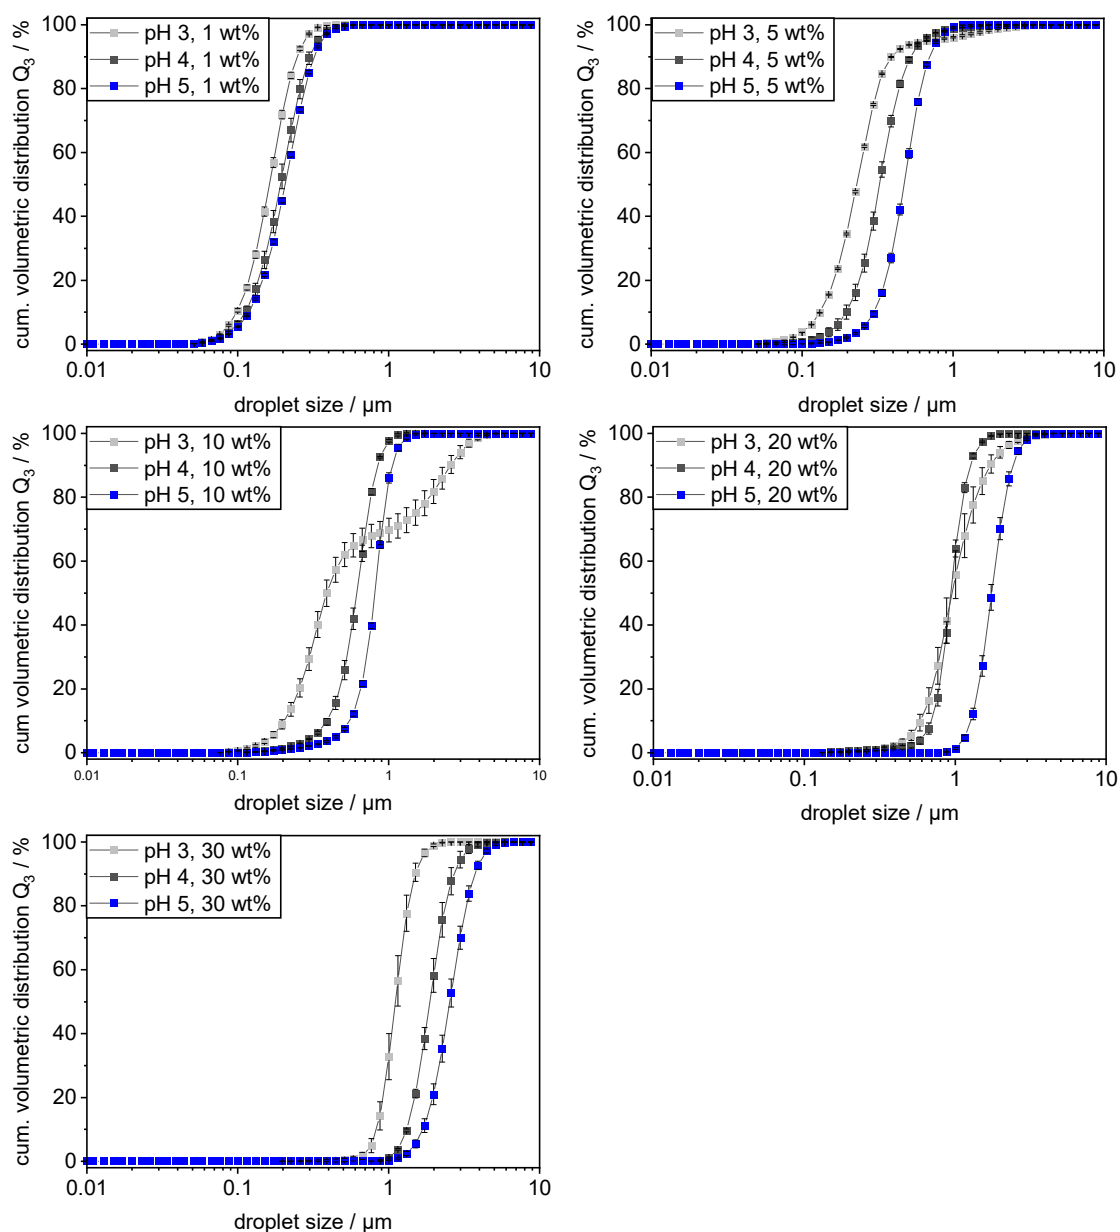 cum. volumetric distribution Q3 / %
100
80
60
40
20
0
pH 3, 1 wt%
pH 4, 1 wt%
pH 5, 1 wt%
0.01 0.1 1 10
droplet size / µm
cum. volumetric distribution Q3 / %
100
80
60
40
20
0
pH 3, 5 wt%
pH 4, 5 wt%
pH 5, 5 wt%
0.01 0.1 1 10
droplet size / µm
cum volumetric distribution Q3 / %
100
80
60
40
20
0
pH 3, 10 wt%
pH 4, 10 wt%
pH 5, 10 wt%
0.01 0.1 1 10
droplet size / µm
cum. volumetric distribution Q3 / %
100
80
60
40
20
0
pH 3, 20 wt%
pH 4, 20 wt%
pH 5, 20 wt%
0.01 0.1 1 10
droplet size / µm
cum. volumetric distribution Q3 / %
100
80
60
40
20
0
pH 3, 30 wt%
pH 4, 30 wt%
pH 5, 30 wt%
0.01 0.1 1 10
droplet size / µm